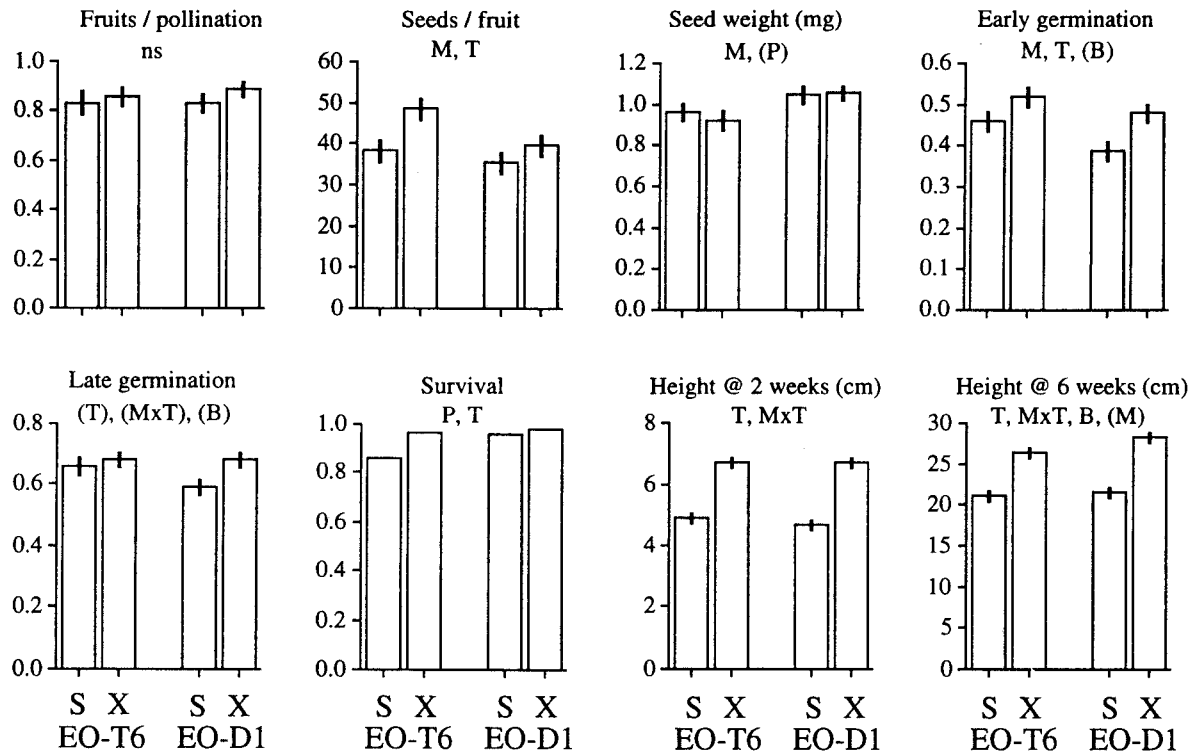 Fruits / pollination
ns
1.0
0.8
0.6
0.4
0.2
0.0
Seeds / fruit
M, T
60
50
40
30
20
10
0
Seed weight (mg)
M, (P)
1.2
1.0
0.8
0.6
0.4
0.2
0.0
Early germination
M, T, (B)
0.6
0.5
0.4
0.3
0.2
0.1
0.0
Late germination
(T), (MxT), (B)
0.8
0.6
0.4
0.2
0.0
S X S X
EO-T6 EO-D1
Survival
P, T
1.0
0.8
0.6
0.4
0.2
0.0
S X S X
EO-T6 EO-D1
Height @ 2 weeks (cm)
T, MxT
8
6
4
2
0
S X S X
EO-T6 EO-D1
Height @ 6 weeks (cm)
T, MxT, B, (M)
30
25
20
15
10
5
0
S X S X
EO-T6 EO-D1